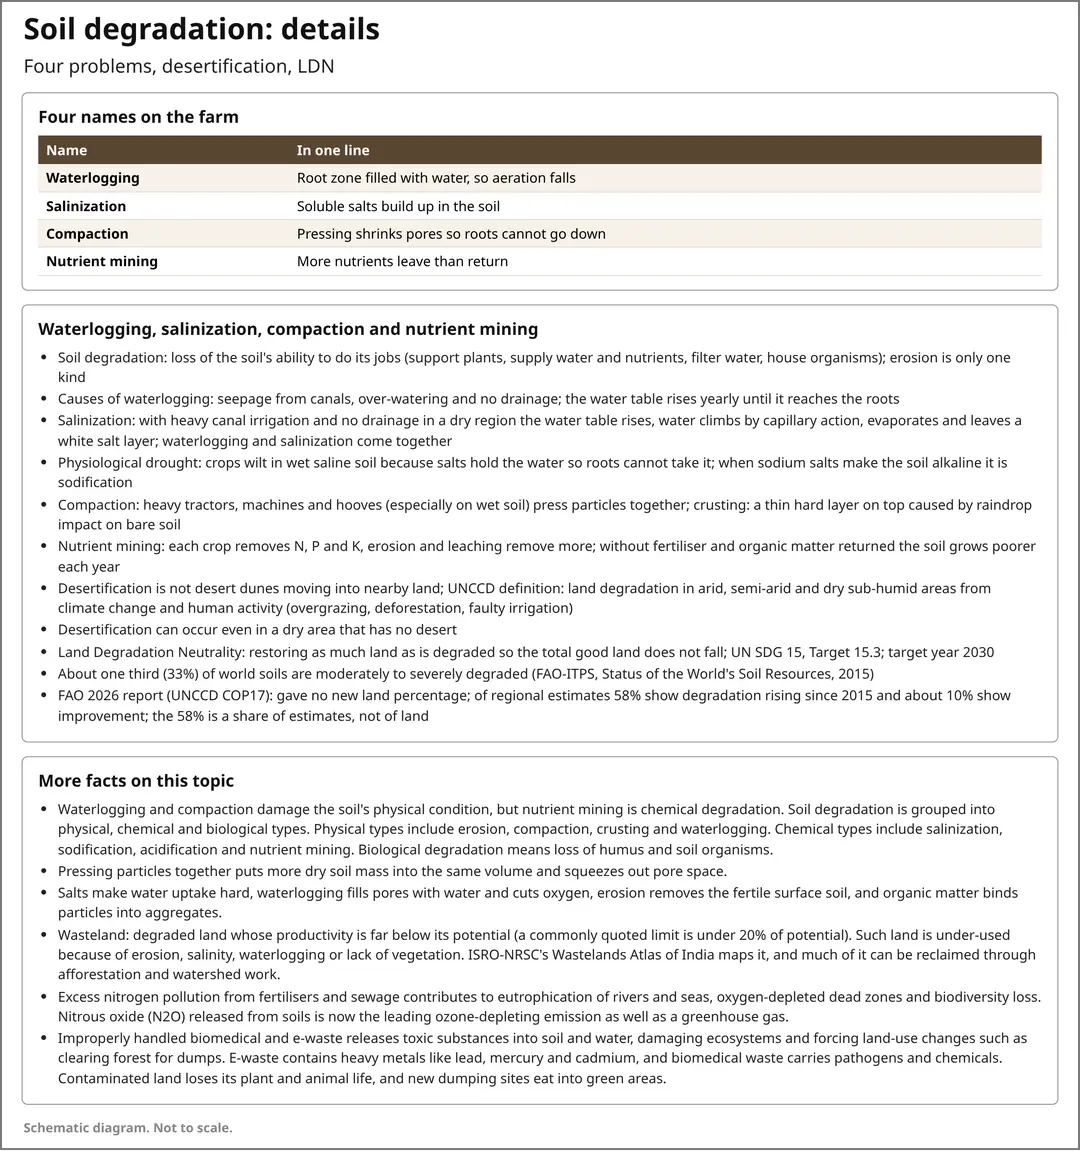 Soil degradation: details
Four problems, desertification, LDN
Four names on the farm
Name In one line
Waterlogging Root zone filled with water, so aeration falls
Salinization Soluble salts build up in the soil
Compaction Pressing shrinks pores so roots cannot go down
Nutrient mining More nutrients leave than return
Waterlogging, salinization, compaction and nutrient mining
• Soil degradation: loss of the soil's ability to do its jobs (support plants, supply water and nutrients, filter water, house organisms); erosion is only one
kind
• Causes of waterlogging: seepage from canals, over-watering and no drainage; the water table rises yearly until it reaches the roots
• Salinization: with heavy canal irrigation and no drainage in a dry region the water table rises, water climbs by capillary action, evaporates and leaves a
white salt layer; waterlogging and salinization come together
• Physiological drought: crops wilt in wet saline soil because salts hold the water so roots cannot take it; when sodium salts make the soil alkaline it is
sodification
• Compaction: heavy tractors, machines and hooves (especially on wet soil) press particles together; crusting: a thin hard layer on top caused by raindrop
impact on bare soil
• Nutrient mining: each crop removes N, P and K, erosion and leaching remove more; without fertiliser and organic matter returned the soil grows poorer
each year
• Desertification is not desert dunes moving into nearby land; UNCCD definition: land degradation in arid, semi-arid and dry sub-humid areas from
climate change and human activity (overgrazing, deforestation, faulty irrigation)
• Desertification can occur even in a dry area that has no desert
• Land Degradation Neutrality: restoring as much land as is degraded so the total good land does not fall; UN SDG 15, Target 15.3; target year 2030
• About one third (33%) of world soils are moderately to severely degraded (FAO-ITPS, Status of the World's Soil Resources, 2015)
• FAO 2026 report (UNCCD COP17): gave no new land percentage; of regional estimates 58% show degradation rising since 2015 and about 10% show
improvement; the 58% is a share of estimates, not of land
More facts on this topic
• Waterlogging and compaction damage the soil's physical condition, but nutrient mining is chemical degradation. Soil degradation is grouped into
physical, chemical and biological types. Physical types include erosion, compaction, crusting and waterlogging. Chemical types include salinization,
sodification, acidification and nutrient mining. Biological degradation means loss of humus and soil organisms.
• Pressing particles together puts more dry soil mass into the same volume and squeezes out pore space.
• Salts make water uptake hard, waterlogging fills pores with water and cuts oxygen, erosion removes the fertile surface soil, and organic matter binds
particles into aggregates.
• Wasteland: degraded land whose productivity is far below its potential (a commonly quoted limit is under 20% of potential). Such land is under-used
because of erosion, salinity, waterlogging or lack of vegetation. ISRO-NRSC's Wastelands Atlas of India maps it, and much of it can be reclaimed through
afforestation and watershed work.
• Excess nitrogen pollution from fertilisers and sewage contributes to eutrophication of rivers and seas, oxygen-depleted dead zones and biodiversity loss.
Nitrous oxide (N2O) released from soils is now the leading ozone-depleting emission as well as a greenhouse gas.
• Improperly handled biomedical and e-waste releases toxic substances into soil and water, damaging ecosystems and forcing land-use changes such as
clearing forest for dumps. E-waste contains heavy metals like lead, mercury and cadmium, and biomedical waste carries pathogens and chemicals.
Contaminated land loses its plant and animal life, and new dumping sites eat into green areas.
Schematic diagram. Not to scale.